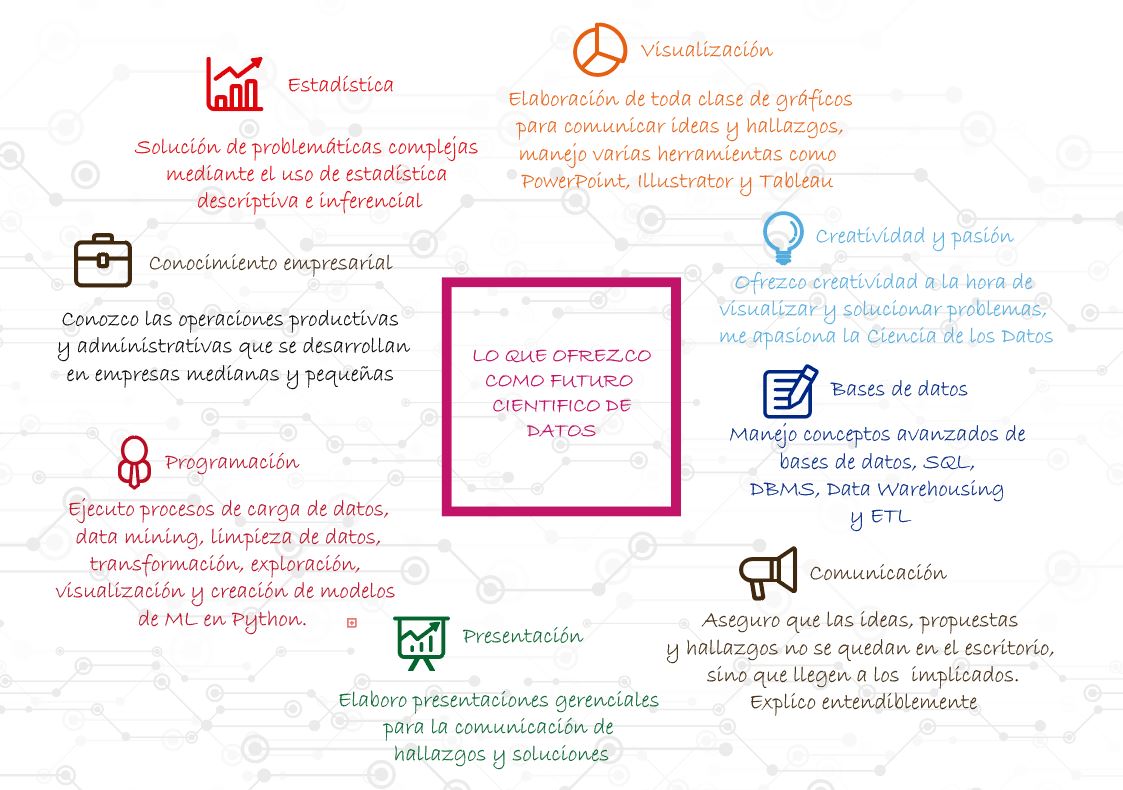 Estadística
Solución de problemáticas complejas
mediante el uso de estadística
descriptiva e inferencial
Visualización
Elaboración de toda clase de gráficos
para comunicar ideas y hallazgos,
manejo varias herramientas como
PowerPoint, Illustrator y Tableau
Conocimiento empresarial
Conozco las operaciones productivas
y administrativas que se desarrollan
en empresas medianas y pequeñas
Creatividad y pasión
Ofrezco creatividad a la hora de
visualizar y solucionar problemas,
me apasiona la Ciencia de los Datos
LO QUE OFREZCO
COMO FUTURO
CIENTIFICO DE
DATOS
Bases de datos
Manejo conceptos avanzados de
bases de datos, SQL,
DBMS, Data Warehousing
y ETL
Programación
Ejecuto procesos de carga de datos,
data mining, limpieza de datos,
transformación, exploración,
visualización y creación de modelos
de ML en Python.
Comunicación
Aseguro que las ideas, propuestas
y hallazgos no se quedan en el escritorio,
sino que llegen a los implicados.
Explico entendiblemente
Presentación
Elaboro presentaciones gerenciales
para la comunicación de
hallazgos y soluciones